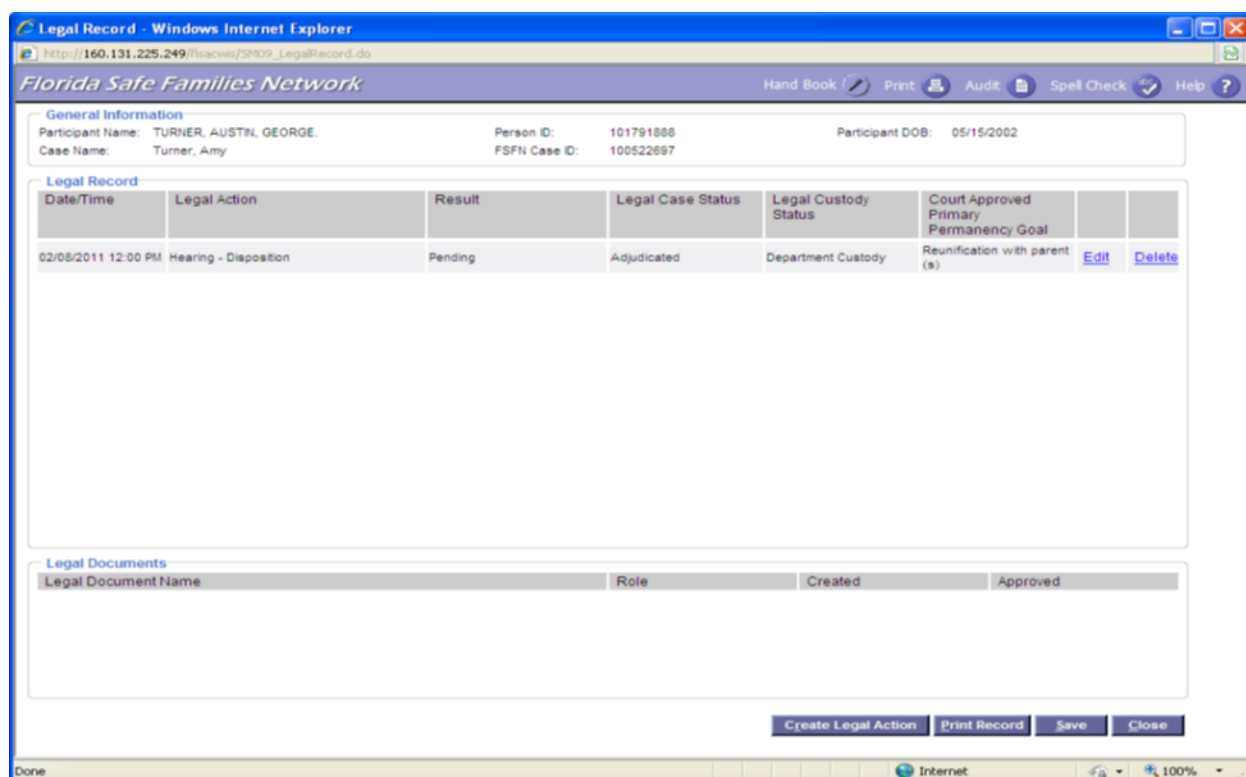 Legal Record - Windows Internet Explorer
http://160.131.225.249/flsacwis/SM09_LegalRecord.do
Florida Safe Families Network
Hand Book Print Audit Spell Check Help ?
General Information
Participant Name: TURNER, AUSTIN, GEORGE. Person ID: 101791888 Participant DOB: 05/15/2002
Case Name: Turner, Amy FSFN Case ID: 100522697
Legal Record
Date/Time Legal Action Result Legal Case Status Legal Custody Status Court Approved Primary Permanency Goal
02/08/2011 12:00 PM Hearing - Disposition Pending Adjudicated Department Custody Reunification with parent (s) Edit Delete
Legal Documents
Legal Document Name Role Created Approved
Create Legal Action Print Record Save Close
Done Internet 100%